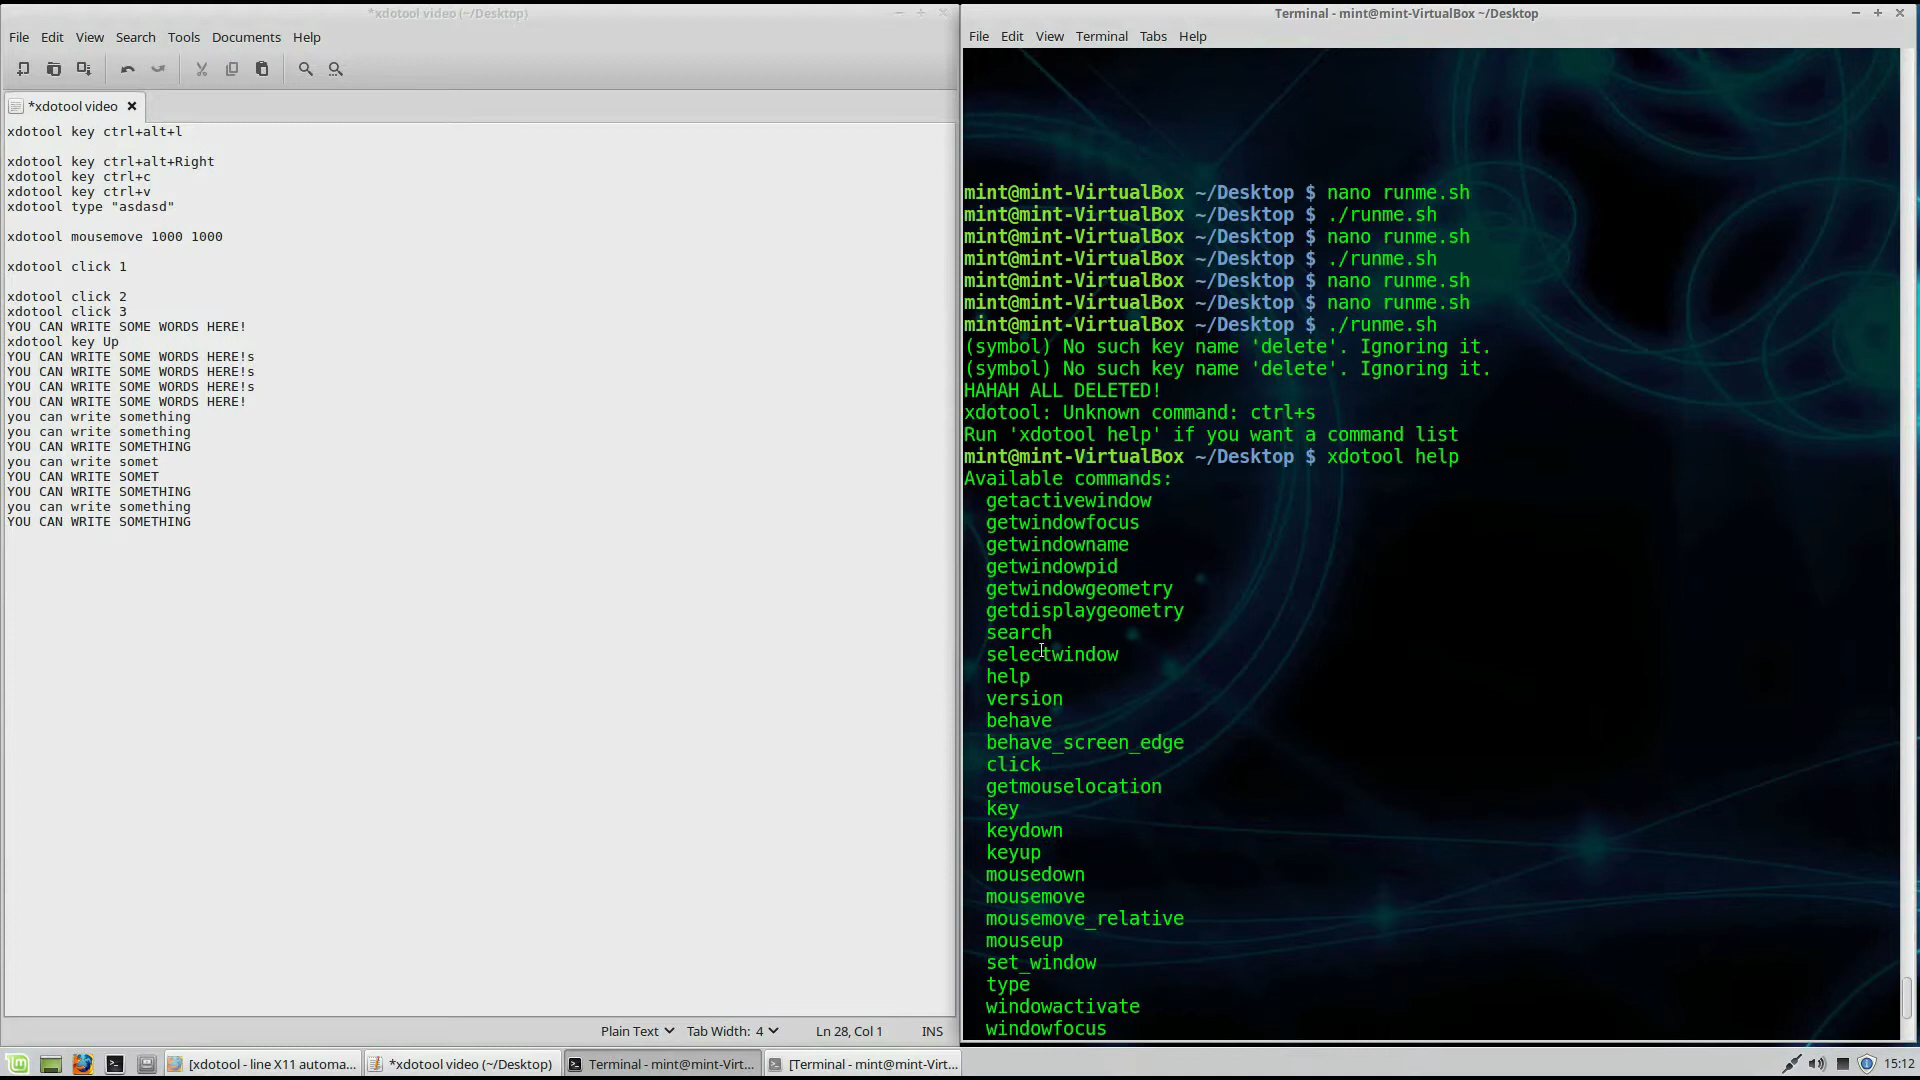 *xdotool video (~/Desktop)
File Edit View Search Tools Documents Help
*xdotool video
xdotool key ctrl+alt+l
xdotool key ctrl+alt+Right
xdotool key ctrl+c
xdotool key ctrl+v
xdotool type "asdasd"
xdotool mousemove 1000 1000
xdotool click 1
xdotool click 2
xdotool click 3
YOU CAN WRITE SOME WORDS HERE!
xdotool key Up
YOU CAN WRITE SOME WORDS HERE!s
YOU CAN WRITE SOME WORDS HERE!s
YOU CAN WRITE SOME WORDS HERE!s
YOU CAN WRITE SOME WORDS HERE!
you can write something
you can write something
YOU CAN WRITE SOMETHING
you can write somet
YOU CAN WRITE SOMET
YOU CAN WRITE SOMETHING
you can write something
YOU CAN WRITE SOMETHING
Plain Text Tab Width: 4 Ln 28, Col 1 INS
Terminal - mint@mint-VirtualBox ~/Desktop
File Edit View Terminal Tabs Help
mint@mint-VirtualBox ~/Desktop $ nano runme.sh
mint@mint-VirtualBox ~/Desktop $ ./runme.sh
mint@mint-VirtualBox ~/Desktop $ nano runme.sh
mint@mint-VirtualBox ~/Desktop $ ./runme.sh
mint@mint-VirtualBox ~/Desktop $ nano runme.sh
mint@mint-VirtualBox ~/Desktop $ nano runme.sh
mint@mint-VirtualBox ~/Desktop $ ./runme.sh
(symbol) No such key name 'delete'. Ignoring it.
(symbol) No such key name 'delete'. Ignoring it.
HAHAH ALL DELETED!
xdotool: Unknown command: ctrl+s
Run 'xdotool help' if you want a command list
mint@mint-VirtualBox ~/Desktop $ xdotool help
Available commands:
getactivewindow
getwindowfocus
getwindowname
getwindowpid
getwindowgeometry
getdisplaygeometry
search
selectwindow
help
version
behave
behave_screen_edge
click
getmouselocation
key
keydown
keyup
mousedown
mousemove
mousemove_relative
mouseup
set_window
type
windowactivate
windowfocus
[xdotool - line X11 automa... *xdotool video (~/Desktop) Terminal - mint@mint-Virt... [Terminal - mint@mint-Virt... 15:12